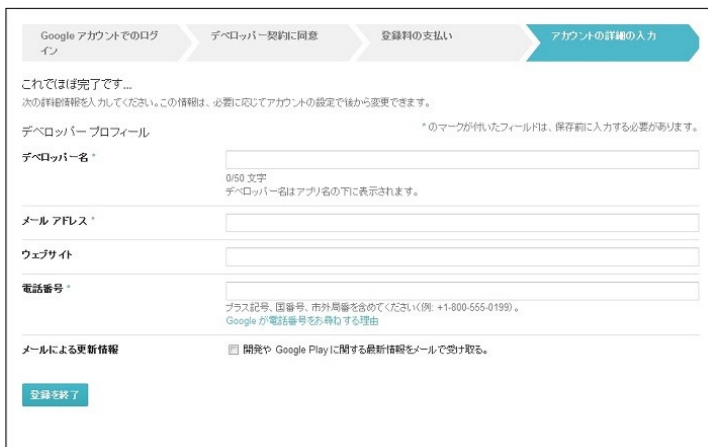 Google アカウントでのログ
イン
デベロッパー契約に同意
登録料の支払い
アカウントの詳細の入力
これでほぼ完了です...
次の詳細情報を入力してください。この情報は、必要に応じてアカウントの設定で後から変更できます。
デベロッパー プロフィール
* のマークが付いたフィールドは、保存前に入力する必要があります。
デベロッパー名 *
0/50 文字
デベロッパー名はアプリ名の下に表示されます。
メール アドレス *
ウェブサイト
電話番号 *
プラス記号、国番号、市外局番を含めてください(例: +1-800-555-0199)。
Google が電話番号をお尋ねする理由
メールによる更新情報
開発や Google Play に関する最新情報をメールで受け取る。
登録を終了